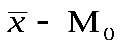 x̅ - M₀